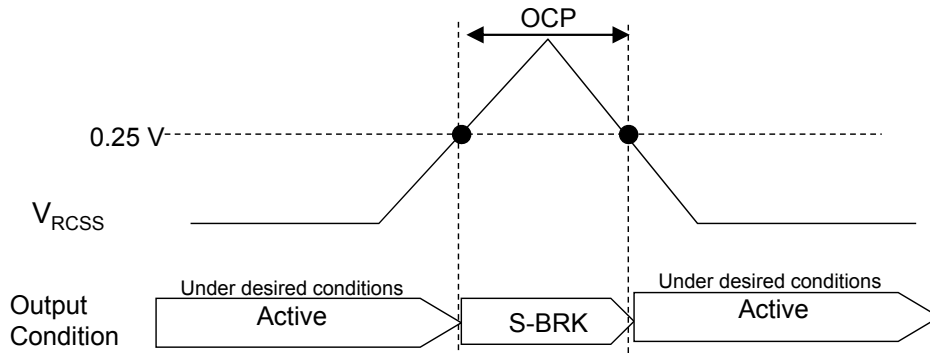 OCP
0.25 V
VRCSS
Output
Condition
Under desired conditions
Active
S-BRK
Under desired conditions
Active